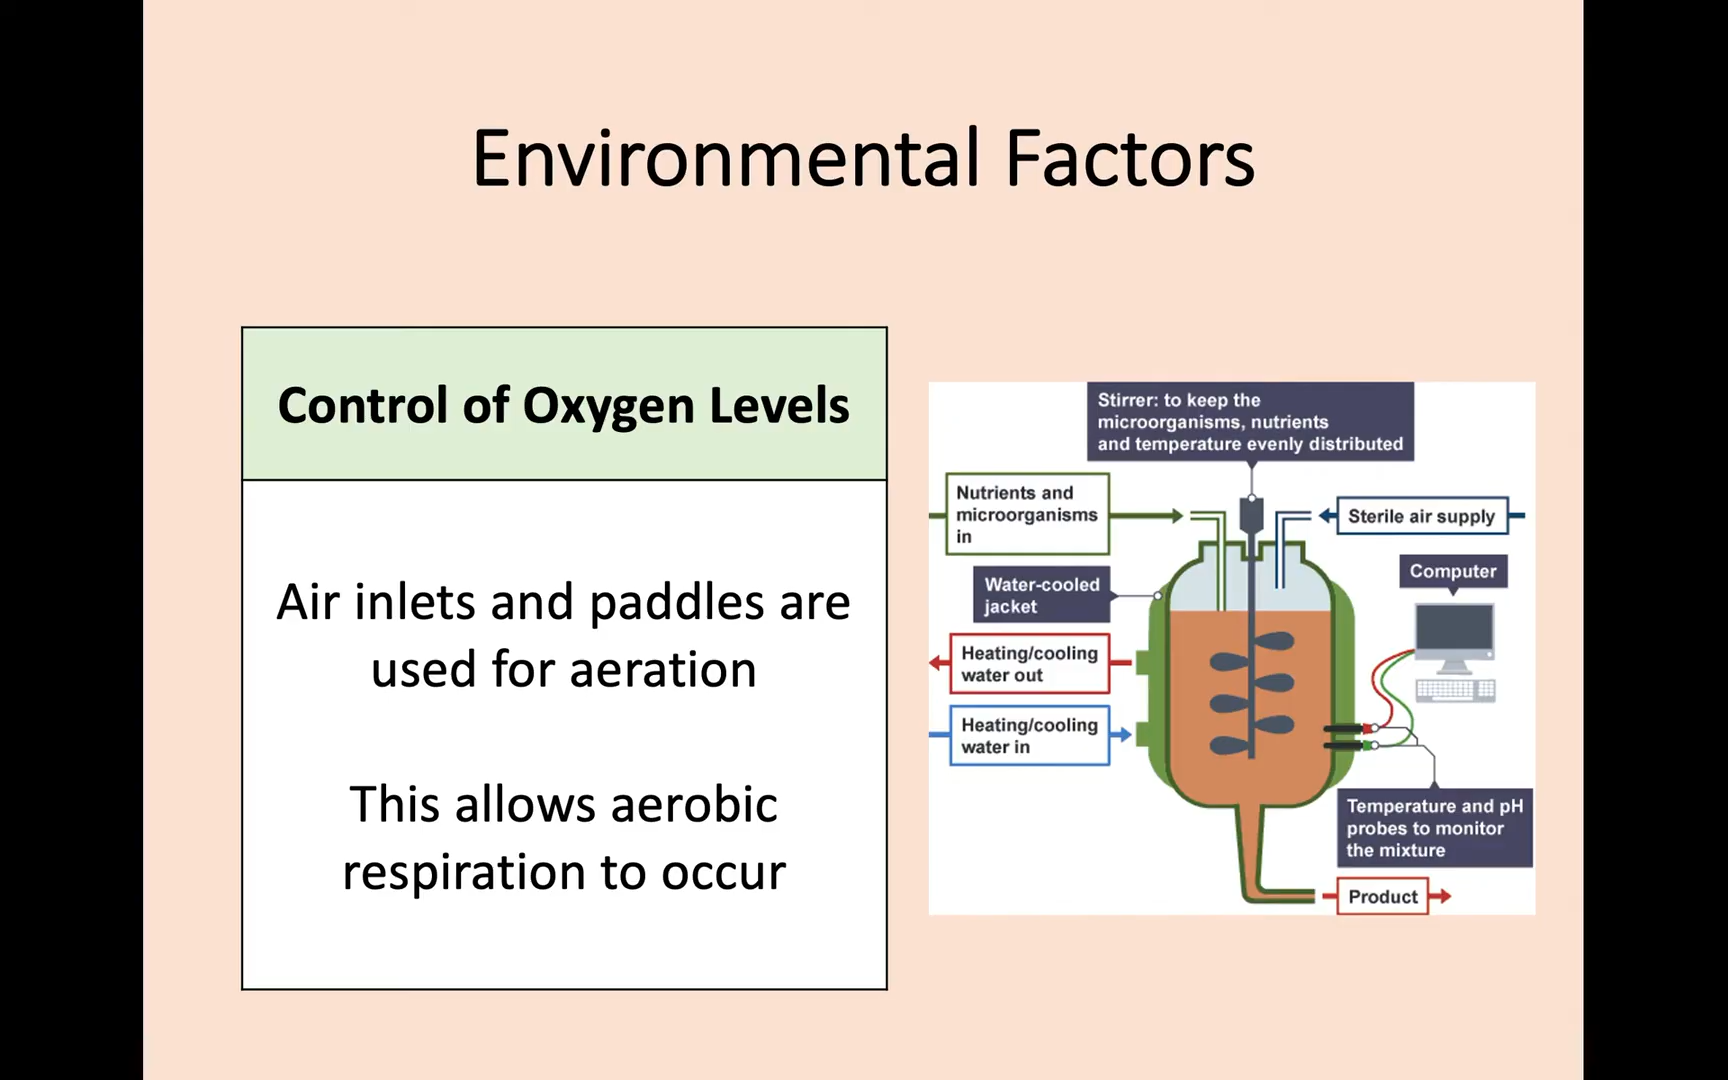 Environmental Factors
Control of Oxygen Levels
Air inlets and paddles are
used for aeration
This allows aerobic
respiration to occur
Stirrer: to keep the
microorganisms, nutrients
and temperature evenly distributed
Nutrients and
microorganisms
in
Sterile air supply
Computer
Water-cooled
jacket
Heating/cooling
water out
Heating/cooling
water in
Temperature and pH
probes to monitor
the mixture
Product